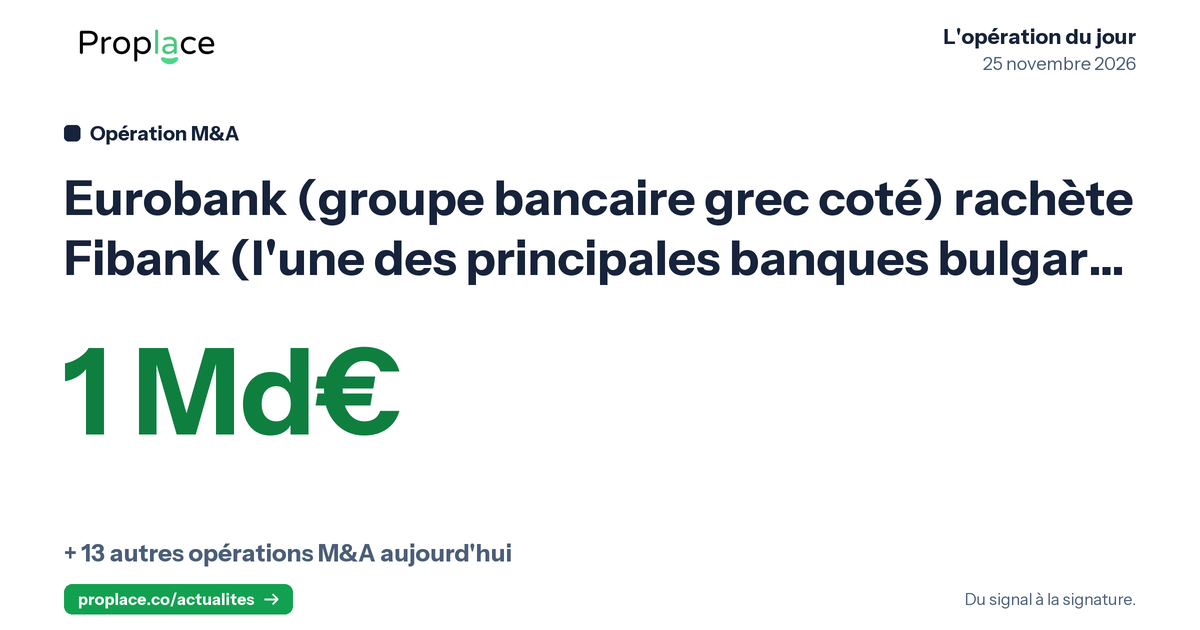 Proplace
L'opération du jour
25 novembre 2026
Opération M&A
Eurobank (groupe bancaire grec coté) rachète
Fibank (l'une des principales banques bulgar...
1 Md€
+ 13 autres opérations M&A aujourd'hui
proplace.co/actualites →
Du signal à la signature.